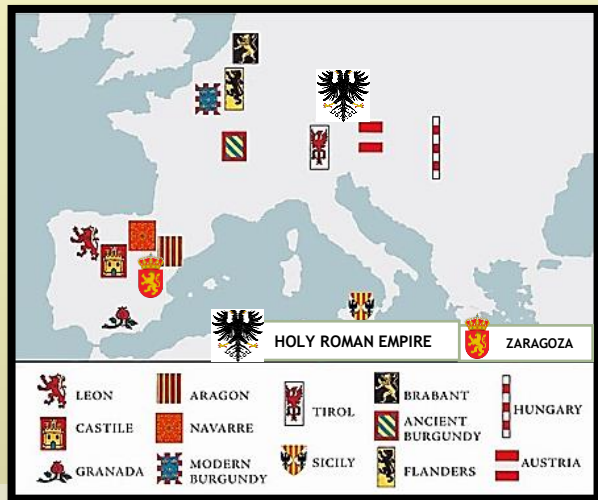 HOLY ROMAN EMPIRE
ZARAGOZA
LEON
CASTILE
GRANADA
ARAGON
NAVARRE
MODERN
BURGUNDY
TIROL
SICILY
BRABANT
ANCIENT
BURGUNDY
FLANDERS
HUNGARY
AUSTRIA